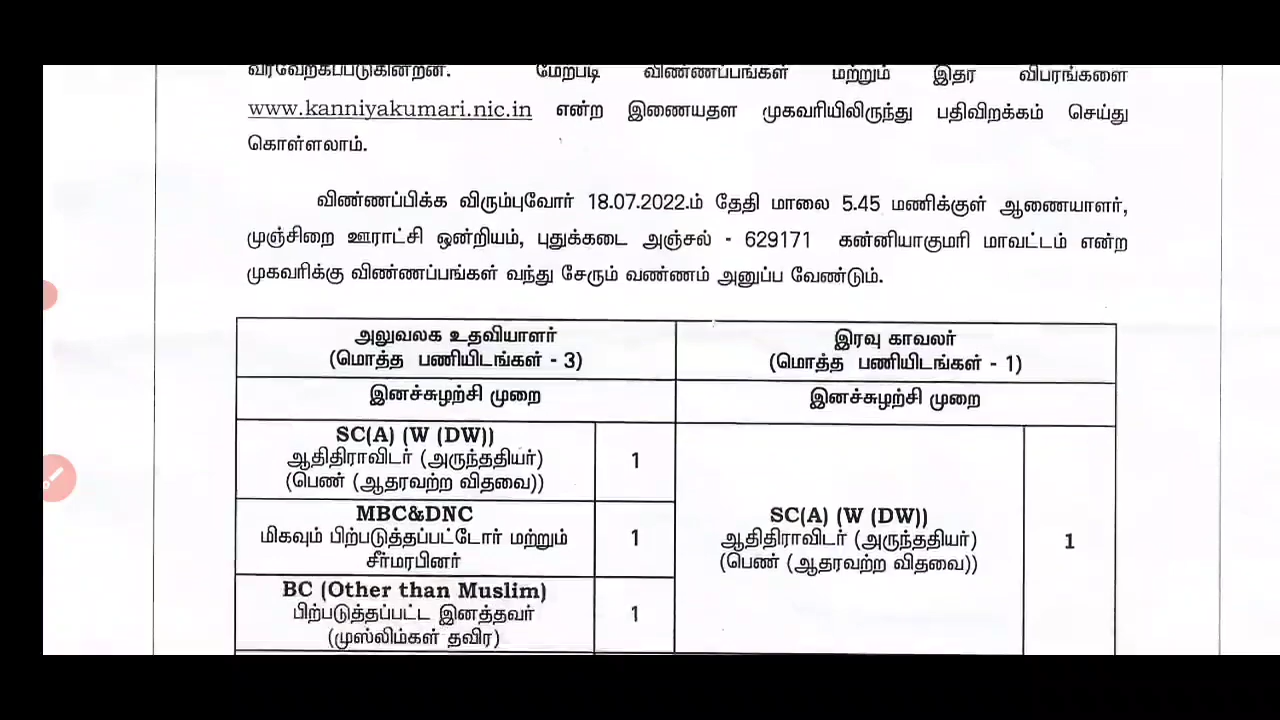 வரவேற்கப்படுகின்றன. மேற்படி விண்ணப்பங்கள் மற்றும் இதர விபரங்களை
www.kanniyakumari.nic.in என்ற இணையதள முகவரியிலிருந்து பதிவிறக்கம் செய்து
கொள்ளலாம்.
விண்ணப்பிக்க விரும்புவோர் 18.07.2022.ம் தேதி மாலை 5.45 மணிக்குள் ஆணையாளர்,
முஞ்சிறை ஊராட்சி ஒன்றியம், புதுக்கடை அஞ்சல் - 629171 கன்னியாகுமரி மாவட்டம் என்ற
முகவரிக்கு விண்ணப்பங்கள் வந்து சேரும் வண்ணம் அனுப்ப வேண்டும்.
அலுவலக உதவியாளர்
(மொத்த பணியிடங்கள் - 3)
இரவு காவலர்
(மொத்த பணியிடங்கள் - 1)
இனச்சுழற்சி முறை
இனச்சுழற்சி முறை
SC(A) (W (DW))
ஆதிதிராவிடர் (அருந்ததியர்)
(பெண் (ஆதரவற்ற விதவை))
1
MBC&DNC
மிகவும் பிற்படுத்தப்பட்டோர் மற்றும்
சீர்மரபினர்
1
BC (Other than Muslim)
பிற்படுத்தப்பட்ட இனத்தவர்
(முஸ்லிம்கள் தவிர)
1
SC(A) (W (DW))
ஆதிதிராவிடர் (அருந்ததியர்)
(பெண் (ஆதரவற்ற விதவை))
1